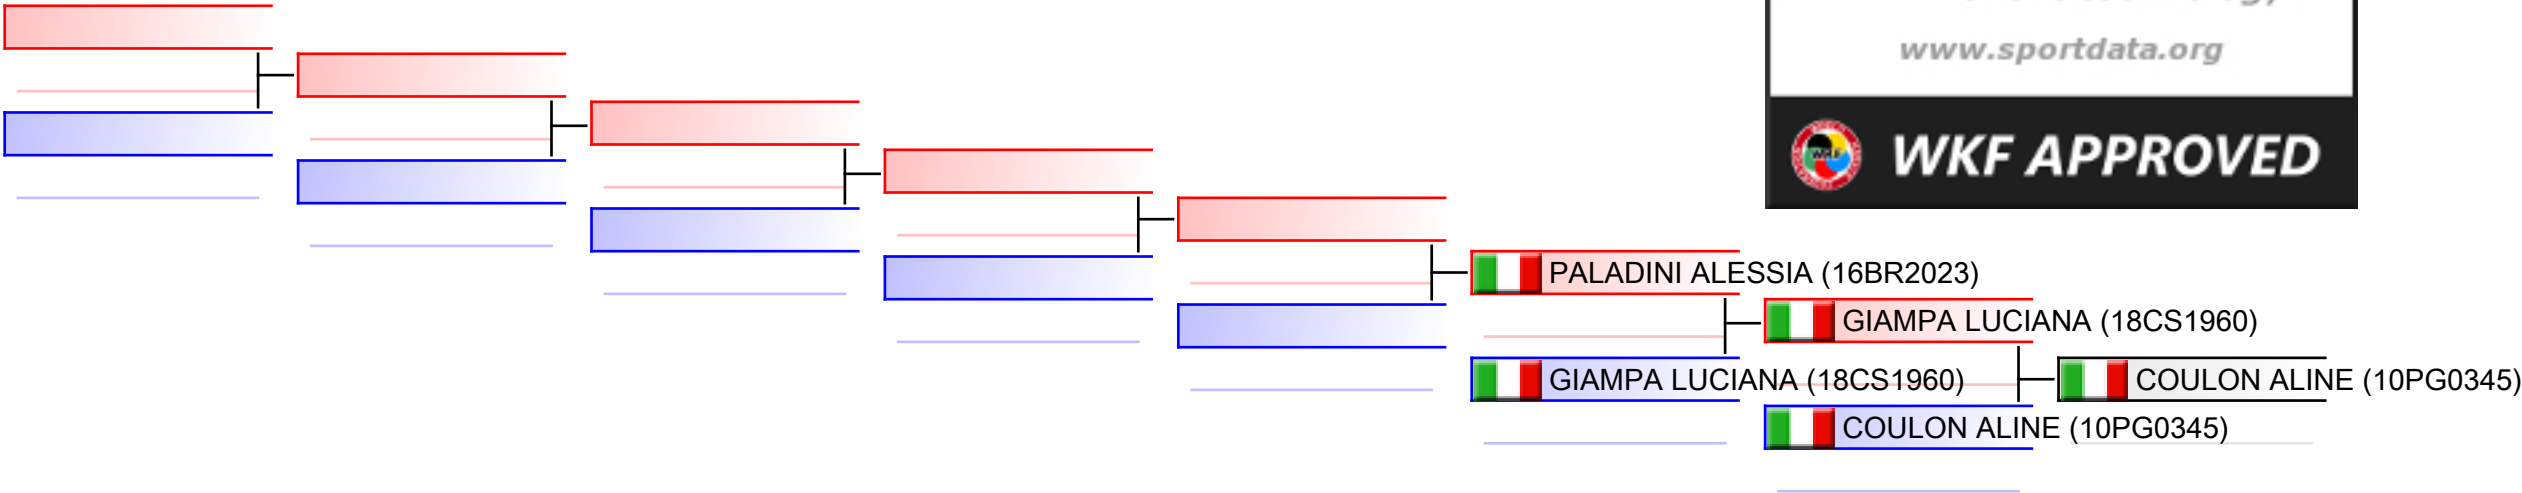 www.sportdata.org
WKF APPROVED
PALADINI ALESSIA (16BR2023)
GIAMPA LUCIANA (18CS1960)
GIAMPA LUCIANA (18CS1960)
COULON ALINE (10PG0345)
COULON ALINE (10PG0345)